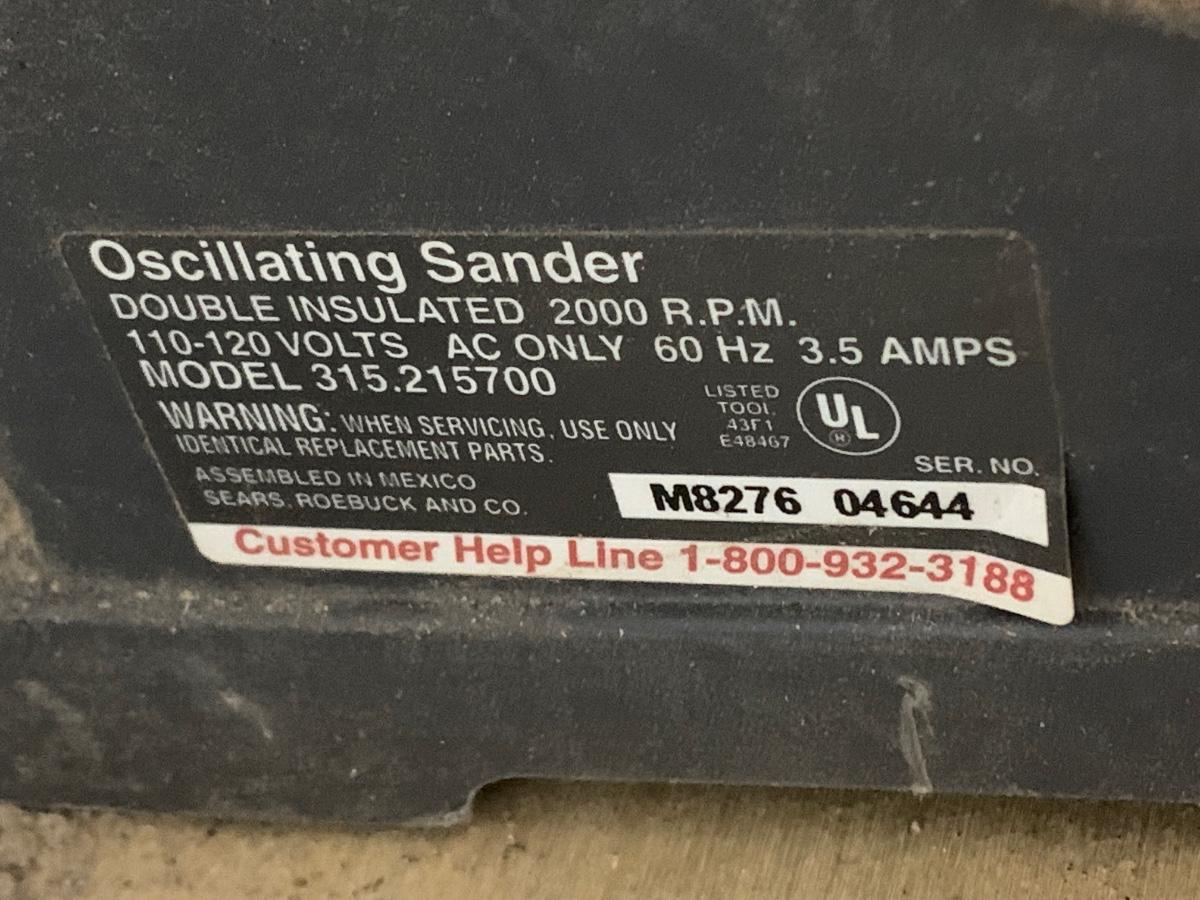 Oscillating Sander
DOUBLE INSULATED 2000 R.P.M.
110-120 VOLTS AC ONLY 60 Hz 3.5 AMPS
MODEL 315.215700
LISTED
TOOL
43F1
E48467
UL
WARNING: WHEN SERVICING, USE ONLY
IDENTICAL REPLACEMENT PARTS.
ASSEMBLED IN MEXICO
SEARS, ROEBUCK AND CO.
SER. NO.
M8276 04644
Customer Help Line 1-800-932-3188